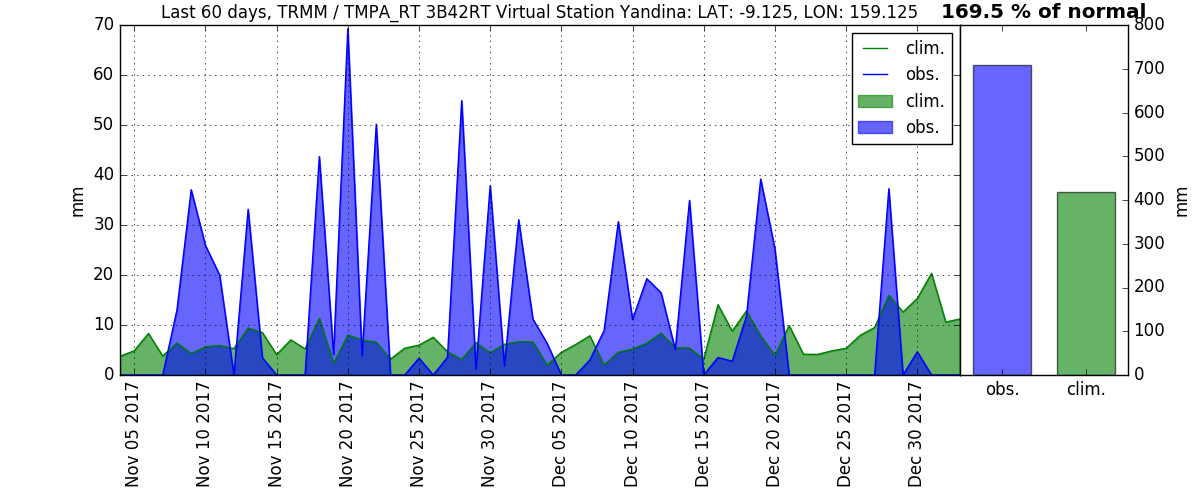 Last 60 days, TRMM / TMPA_RT 3B42RT Virtual Station Yandina: LAT: -9.125, LON: 159.125
169.5 % of normal
70
60
50
40
30
20
10
0
mm
clim.
obs.
clim.
obs.
800
700
600
500
400
300
200
100
0
mm
obs.
clim.
Nov 05 2017
Nov 10 2017
Nov 15 2017
Nov 20 2017
Nov 25 2017
Nov 30 2017
Dec 05 2017
Dec 10 2017
Dec 15 2017
Dec 20 2017
Dec 25 2017
Dec 30 2017